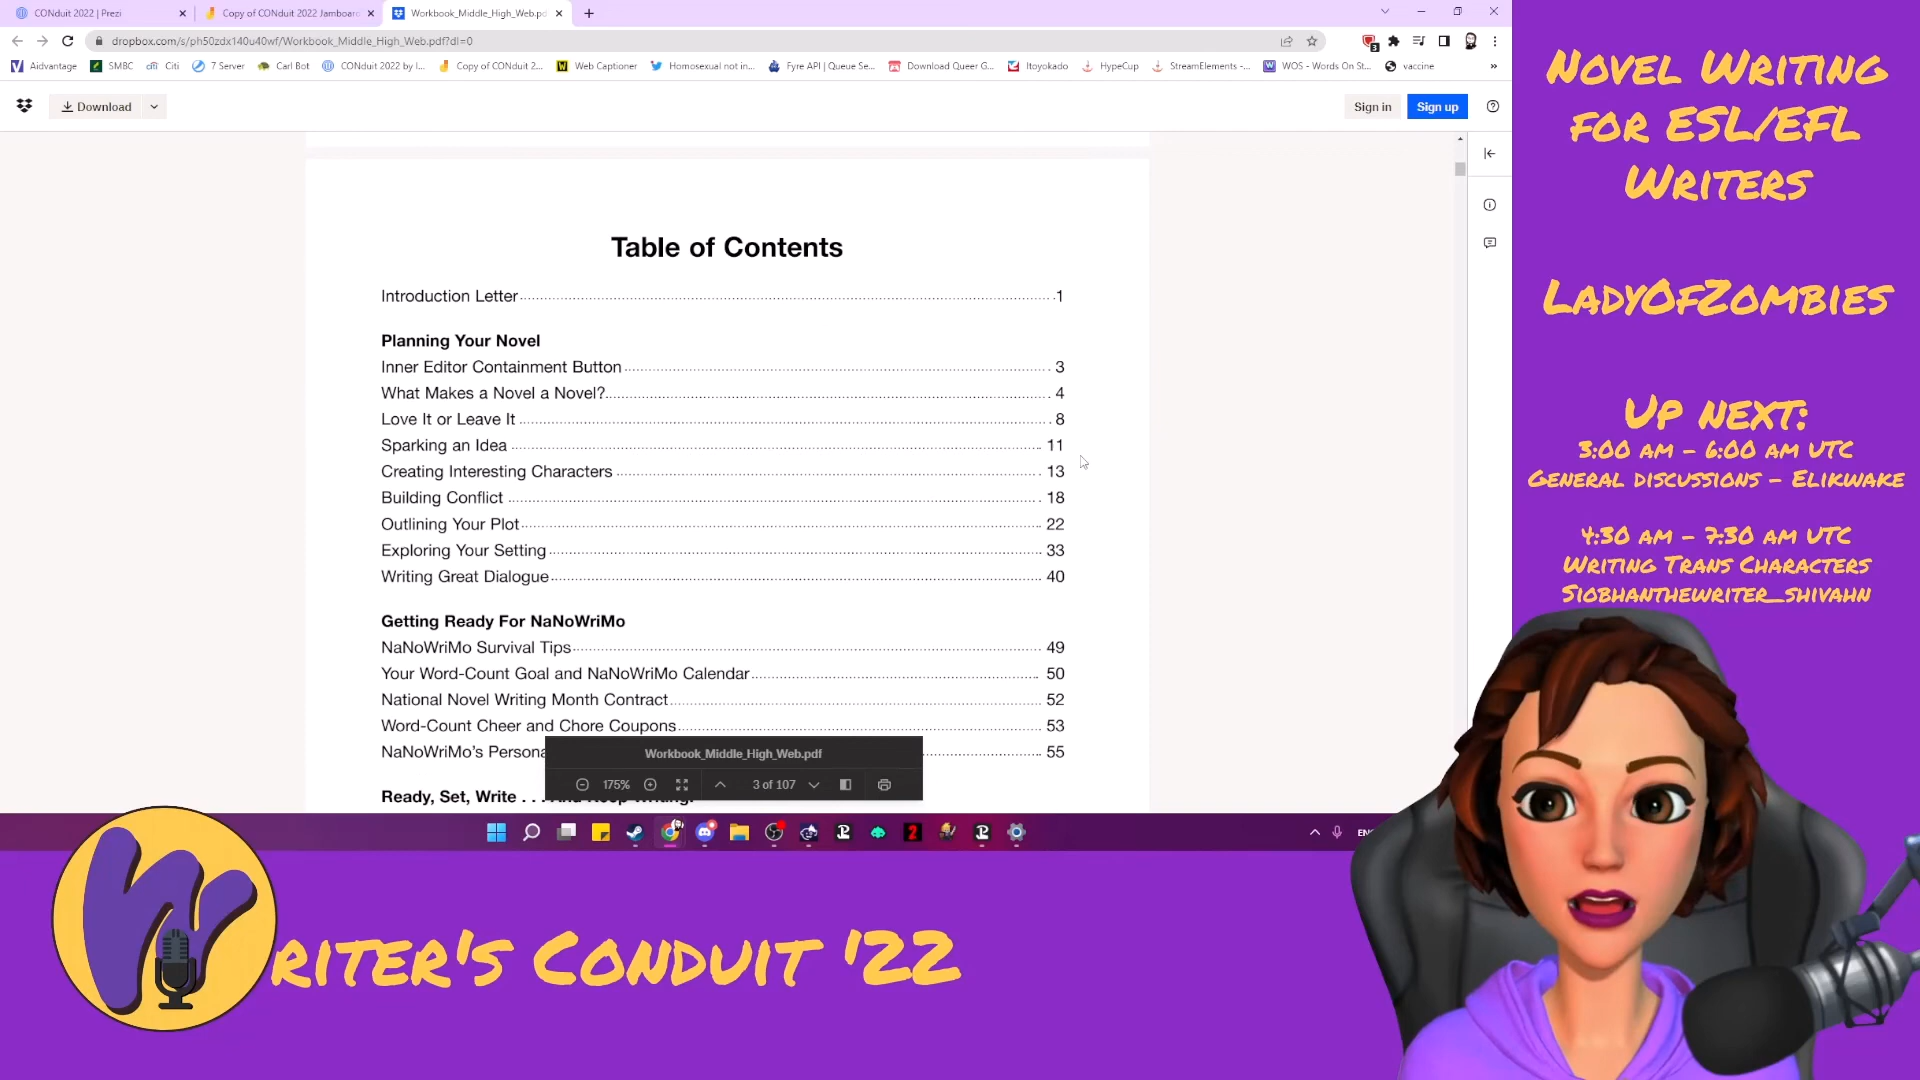 CONduit 2022 | Prezi
Copy of CONduit 2022 Jamboard
Workbook_Middle_High_Web.pdf
dropbox.com/s/ph50zdx140u40wf/Workbook_Middle_High_Web.pdf?dl=0
3
Aidvantage SMBC Citi 7 Server Carl Bot CONduit 2022 by I... Copy of CONduit 2... Web Captioner Homosexual not in... Fyre API | Queue Se... Download Queer G... Itoyokado HypeCup StreamElements -... WOS - Words On St... vaccine »
Download
Sign in
Sign up
Table of Contents
Introduction Letter 1
Planning Your Novel
Inner Editor Containment Button 3
What Makes a Novel a Novel? 4
Love It or Leave It 8
Sparking an Idea 11
Creating Interesting Characters 13
Building Conflict 18
Outlining Your Plot 22
Exploring Your Setting 33
Writing Great Dialogue 40
Getting Ready For NaNoWriMo
NaNoWriMo Survival Tips 49
Your Word-Count Goal and NaNoWriMo Calendar 50
National Novel Writing Month Contract 52
Word-Count Cheer and Chore Coupons 53
NaNoWriMo's Persona 55
Ready, Set, Write . . . And Keep Writing!
Workbook_Middle_High_Web.pdf
175%
3 of 107
Novel Writing
for ESL/EFL
Writers
LadyOfZombies
Up next:
3:00 am - 6:00 am UTC
General discussions - Elikwake
4:30 am - 7:30 am UTC
Writing Trans Characters
Siobhanthewriter_shivahn
Writer's Conduit '22